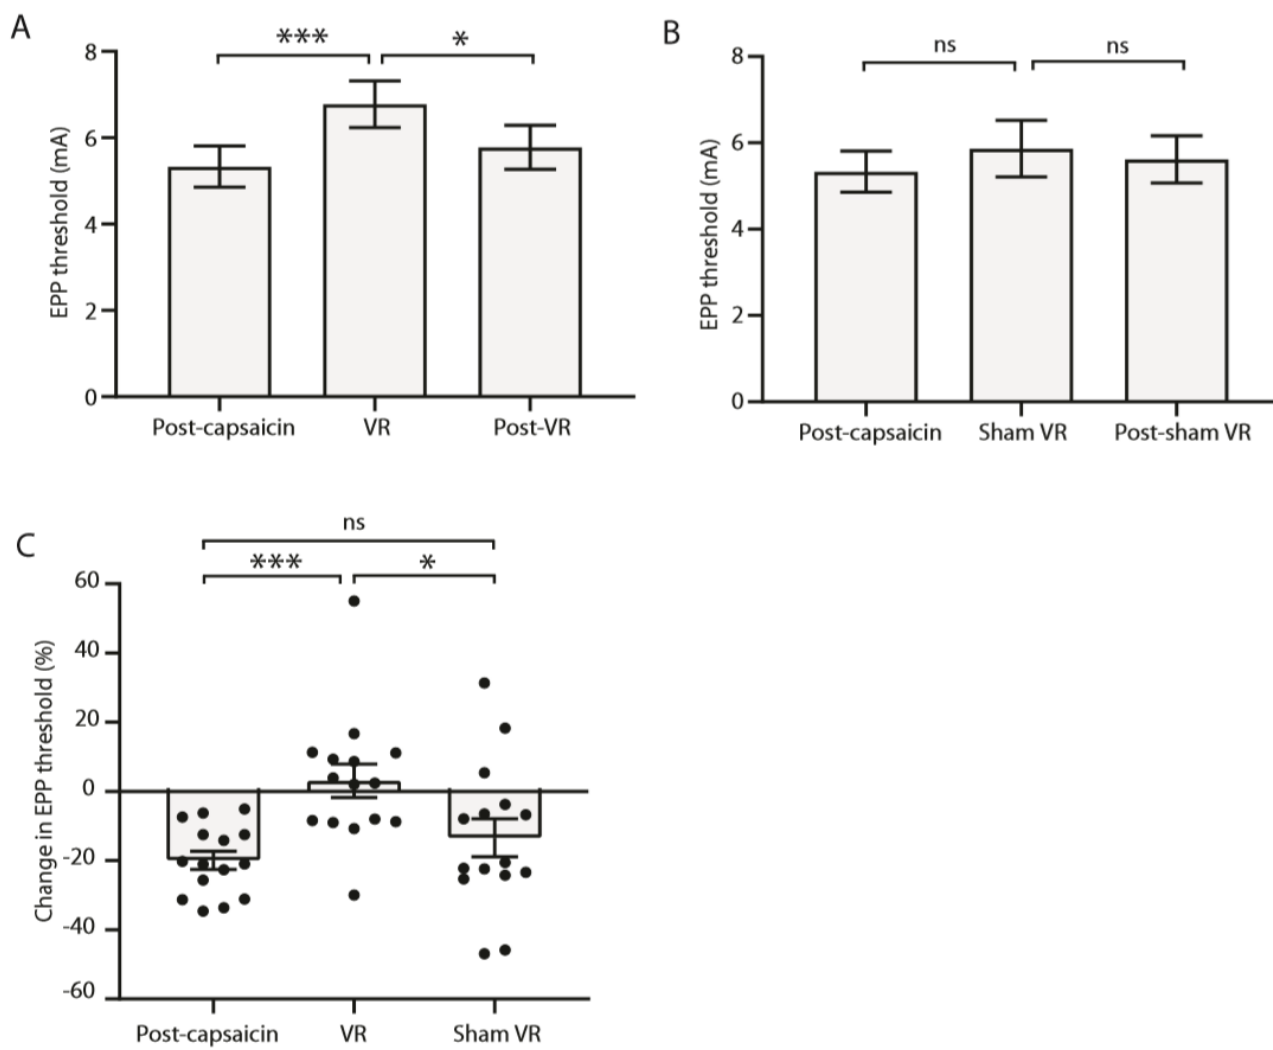 A
*** *
8
6
4
2
0
EPP threshold (mA)
Post-capsaicin VR Post-VR
B
ns ns
8
6
4
2
0
EPP threshold (mA)
Post-capsaicin Sham VR Post-sham VR
C
ns
*** *
60
40
20
0
-20
-40
-60
Change in EPP threshold (%)
Post-capsaicin VR Sham VR